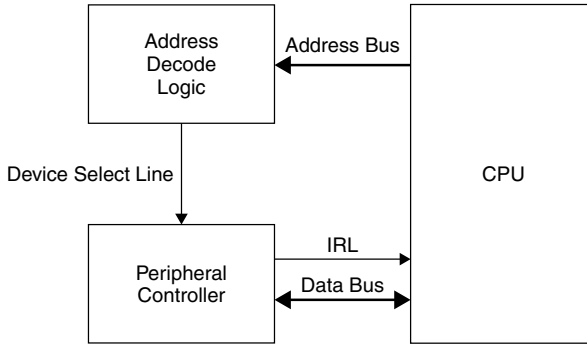 Address
Decode
Logic
Address Bus
CPU
Device Select Line
Peripheral
Controller
IRL
Data Bus